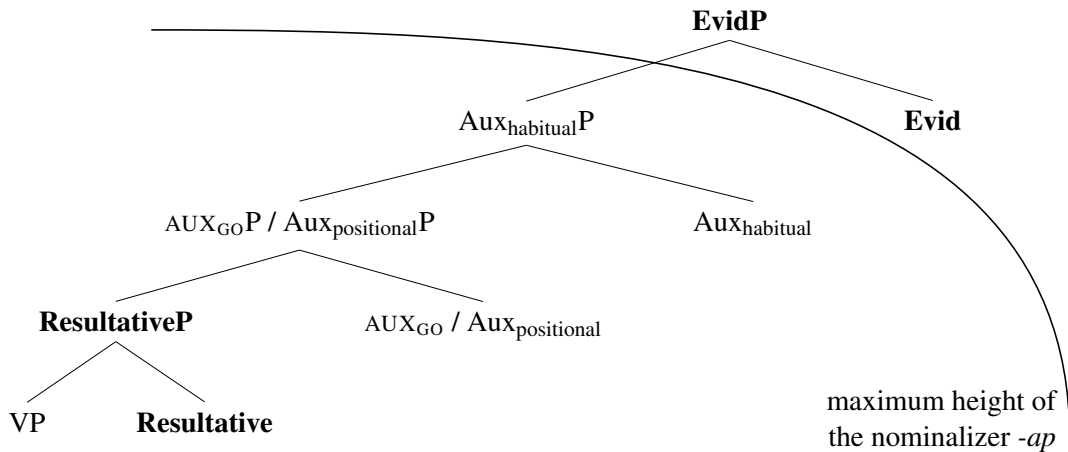 EvidP
Aux_habitualP Evid
AUX_GOP / Aux_positionalP Aux_habitual
ResultativeP AUX_GO / Aux_positional
VP Resultative maximum height of
the nominalizer -ap